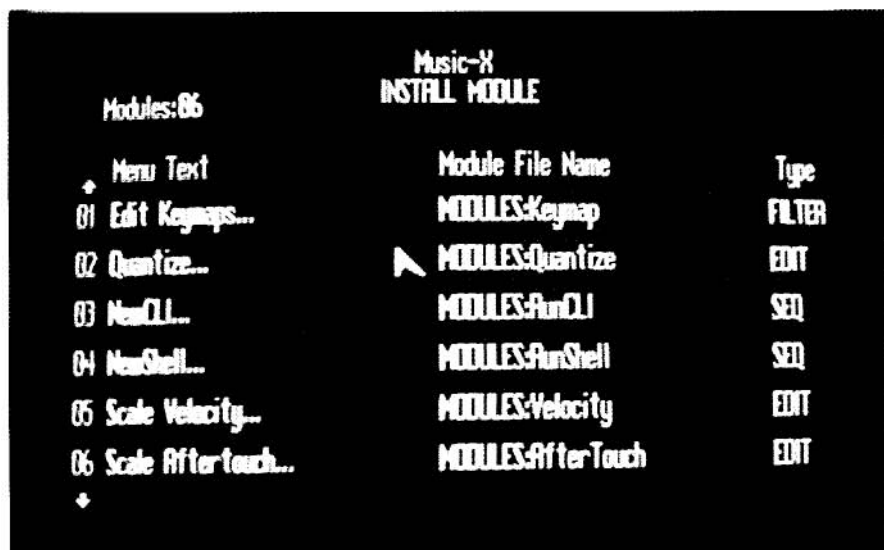 Music-X
INSTALL MODULE
Modules:06
Menu Text Module File Name Type
01 Edit Keymaps... MODULES:Keymap FILTER
02 Quantize... MODULES:Quantize EDIT
03 NewCLI... MODULES:RunCLI SEQ
04 NewShell... MODULES:RunShell SEQ
05 Scale Velocity... MODULES:Velocity EDIT
06 Scale Aftertouch... MODULES:AfterTouch EDIT